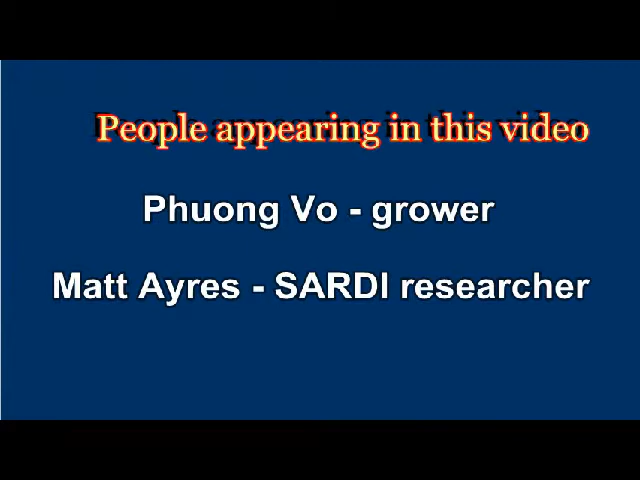 People appearing in this video
Phuong Vo - grower
Matt Ayres - SARDI researcher